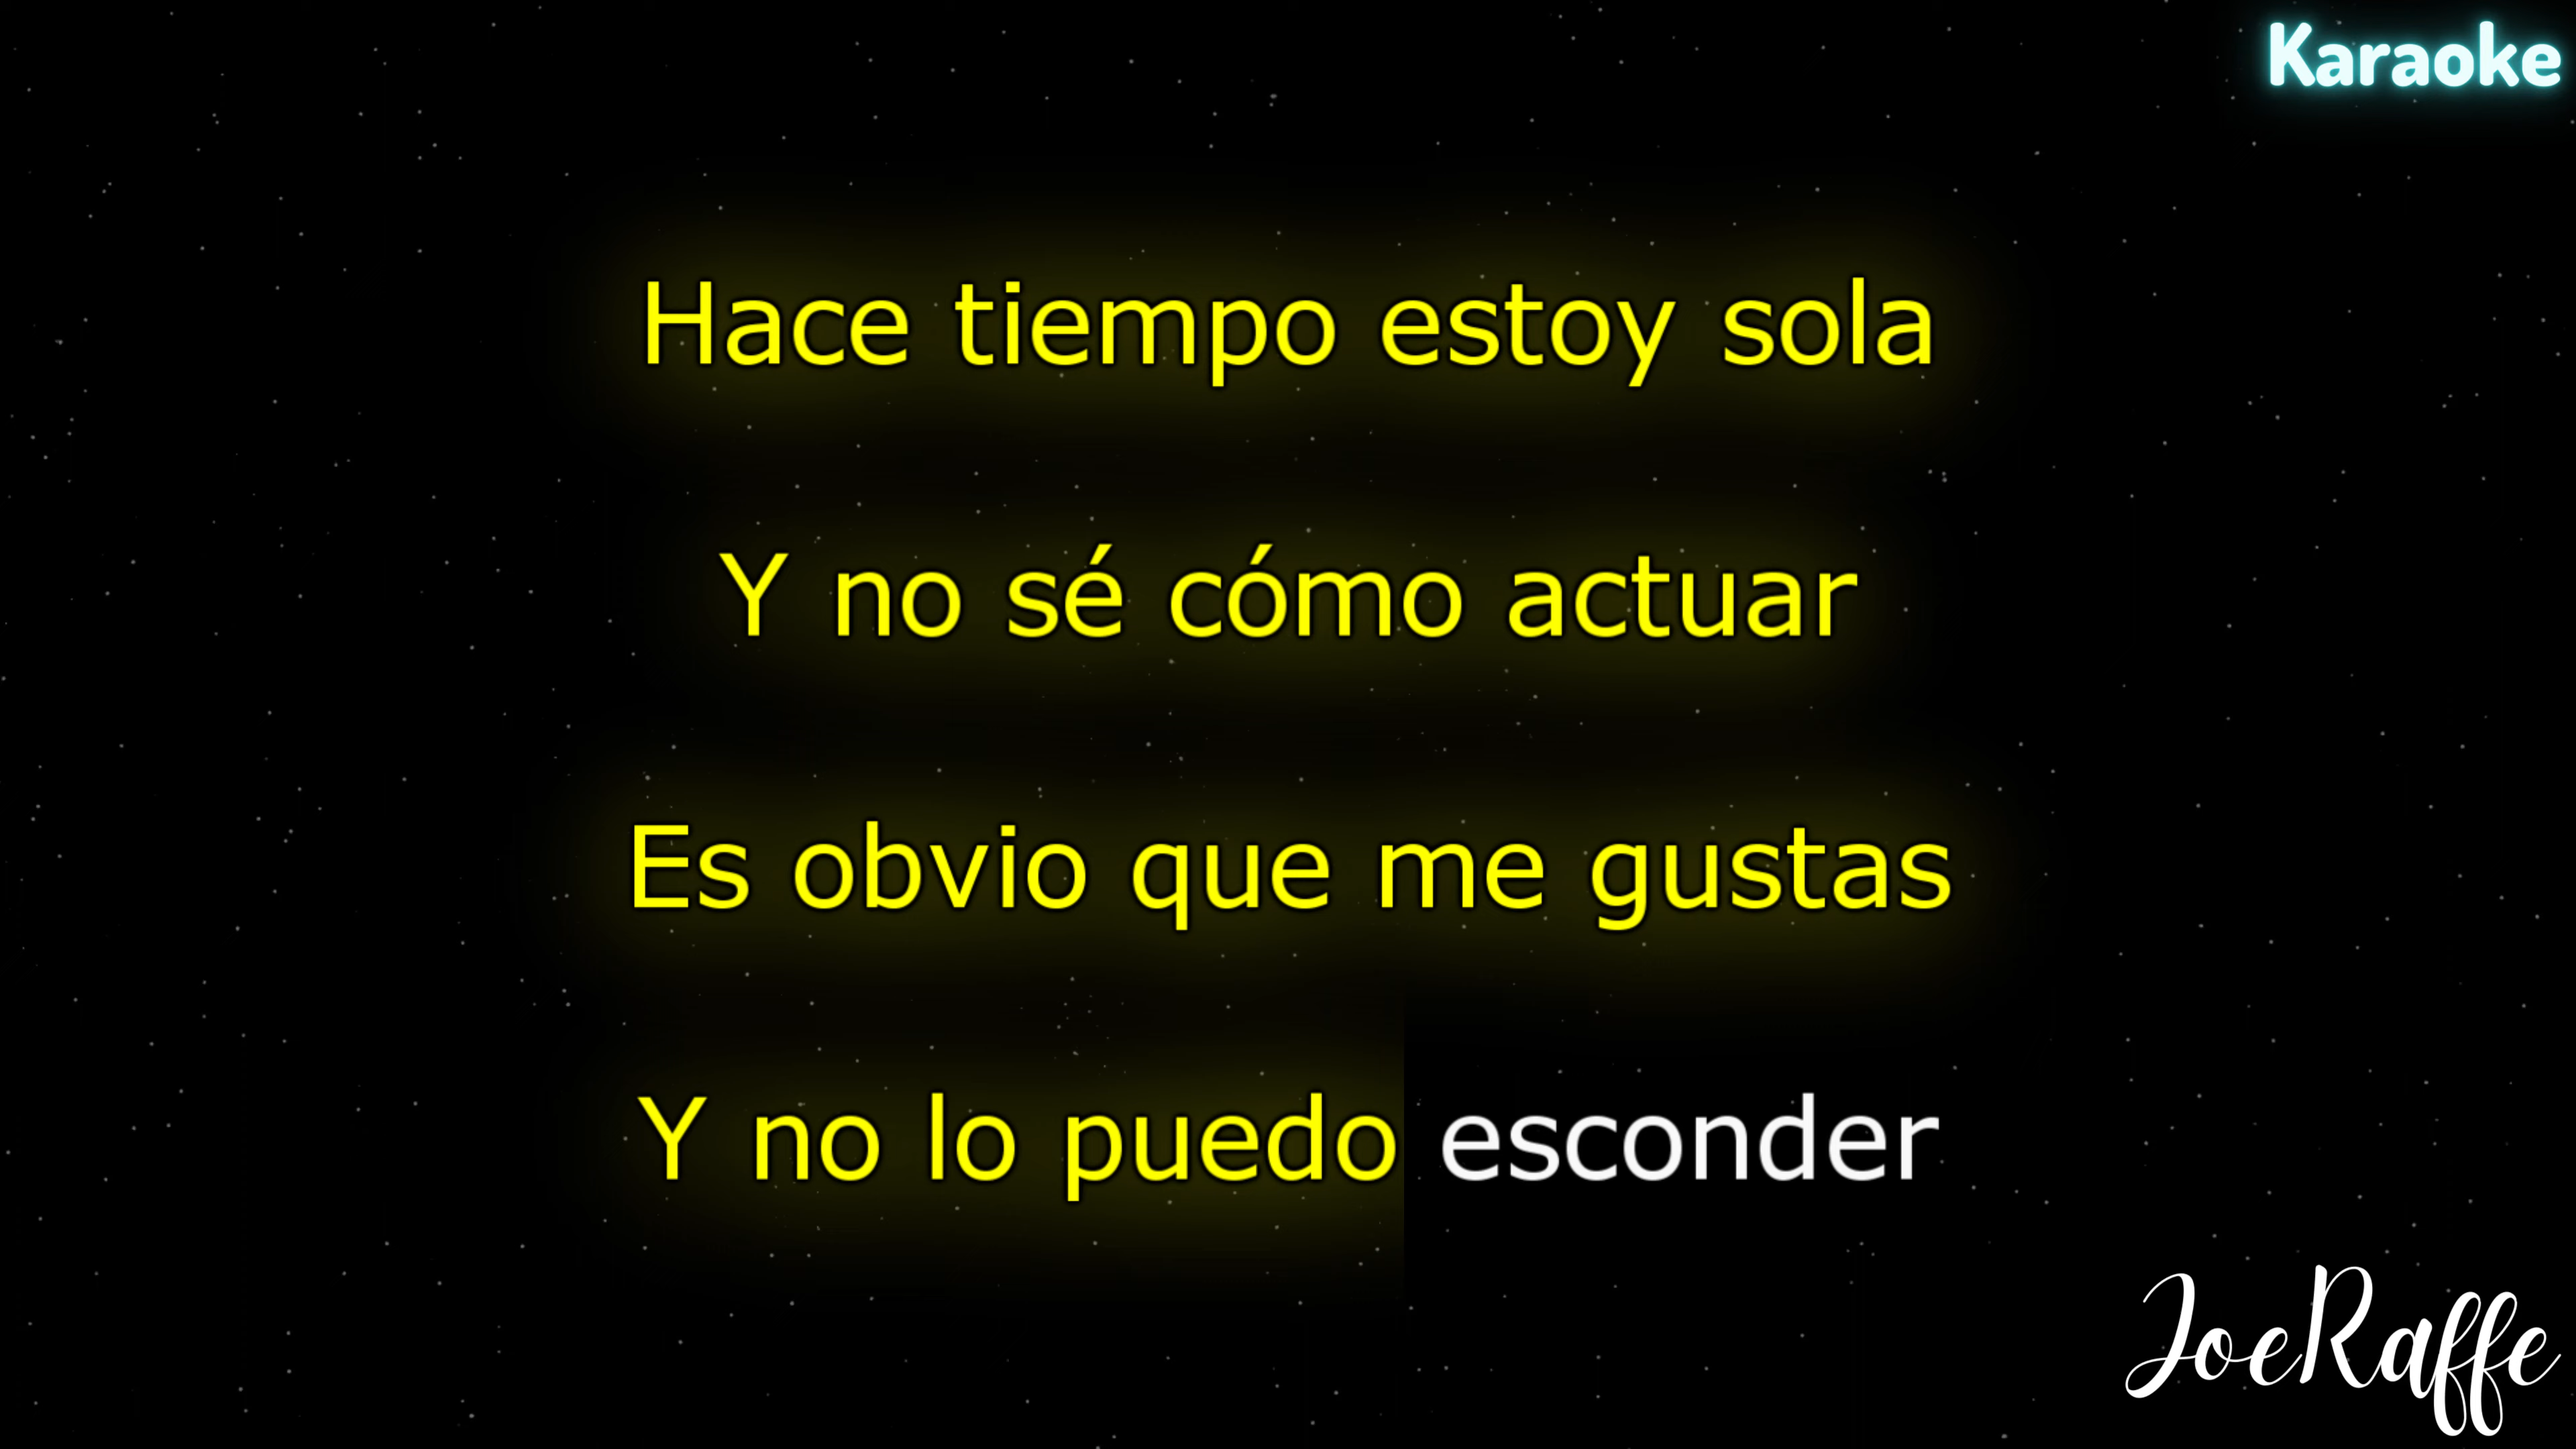 Karaoke
Hace tiempo estoy sola
Y no sé cómo actuar
Es obvio que me gustas
Y no lo puedo esconder
JoeRaffe